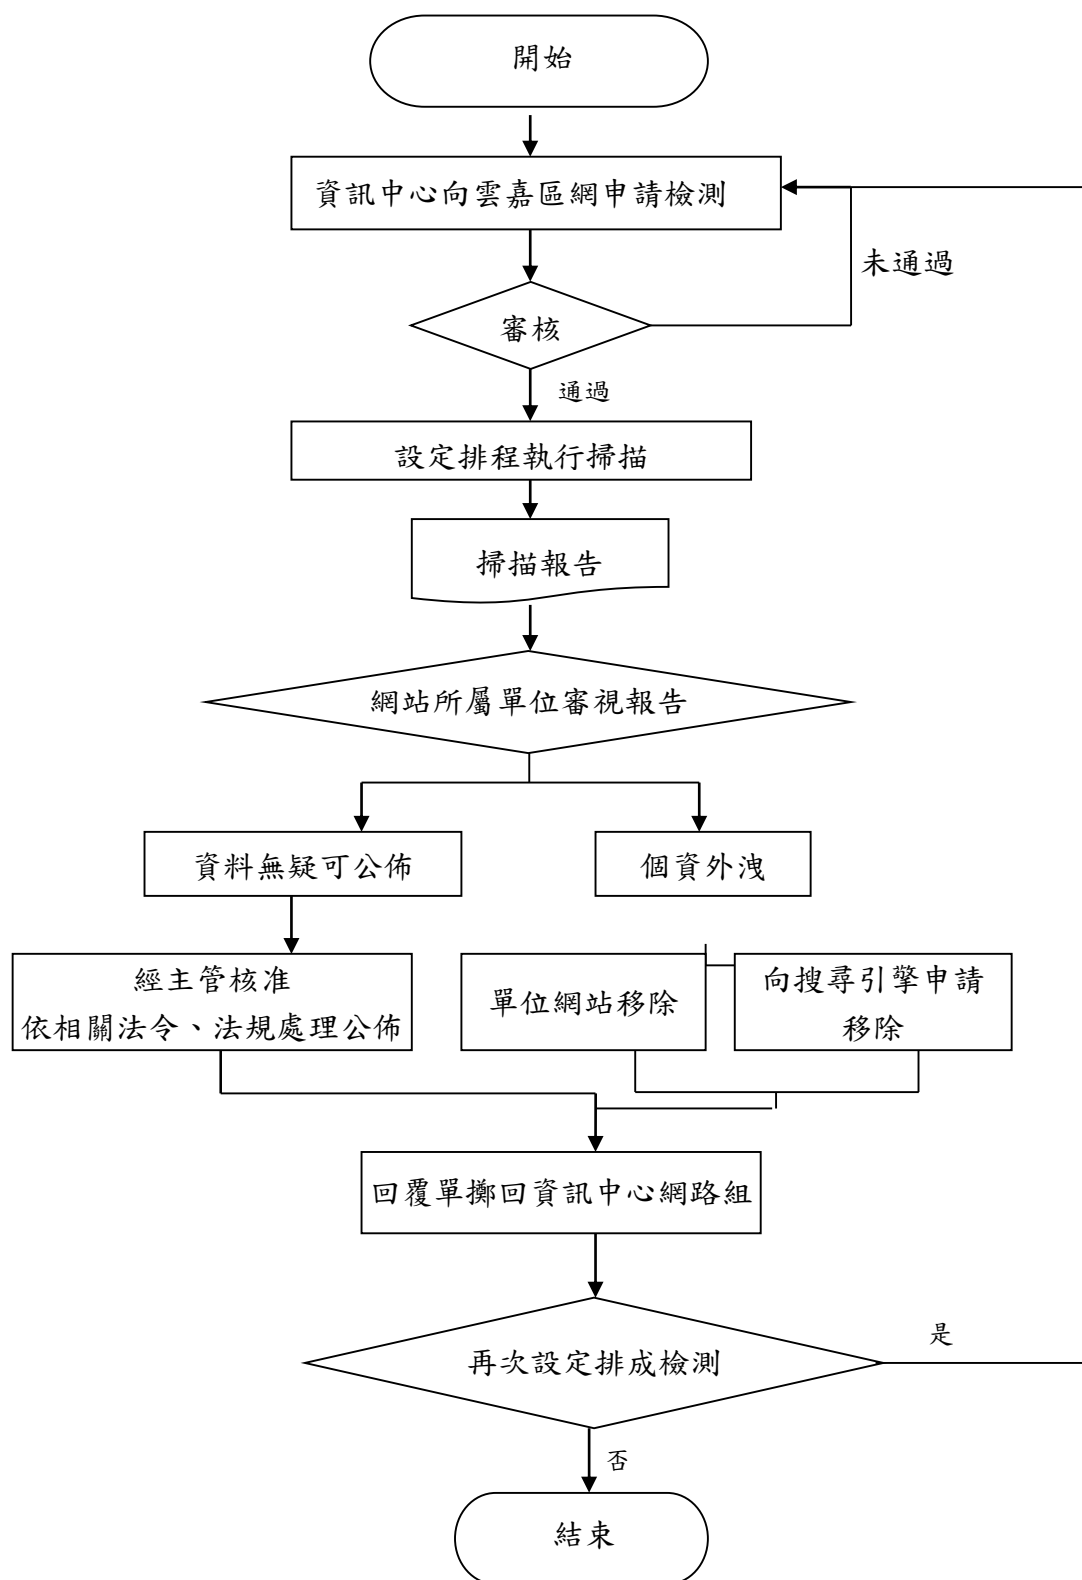 開始
資訊中心向雲嘉區網申請檢測
未通過
審核
通過
設定排程執行掃描
掃描報告
網站所屬單位審視報告
資料無疑可公佈
個資外洩
經主管核准
依相關法令、法規處理公佈
單位網站移除
向搜尋引擎申請
移除
回覆單擲回資訊中心網路組
再次設定排成檢測
是
否
結束